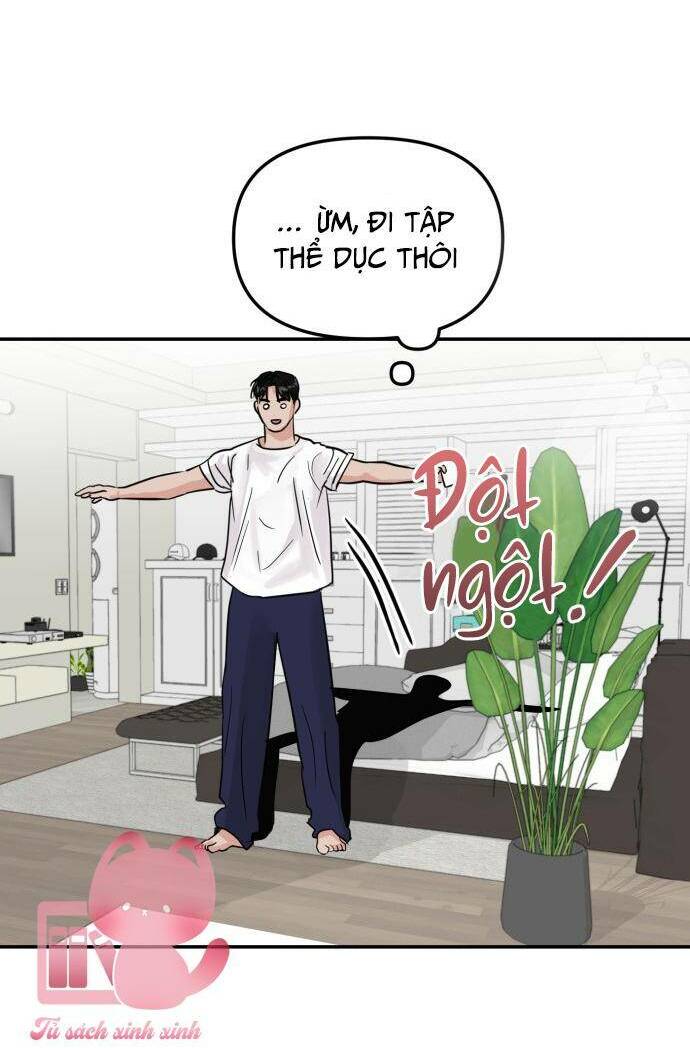 ... ỪM, ĐI TẬP
THỂ DỤC THÔI
Đột
ngột!
Tủ sách xinh xinh